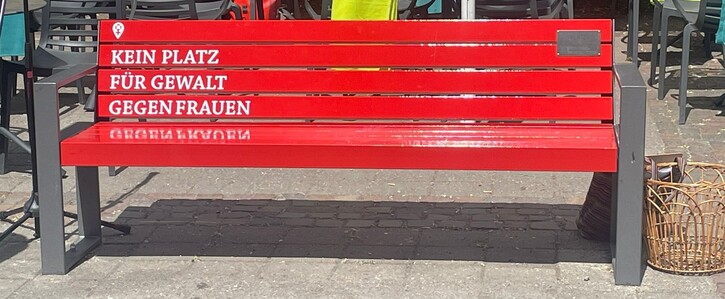 KEIN PLATZ
FÜR GEWALT
GEGEN FRAUEN